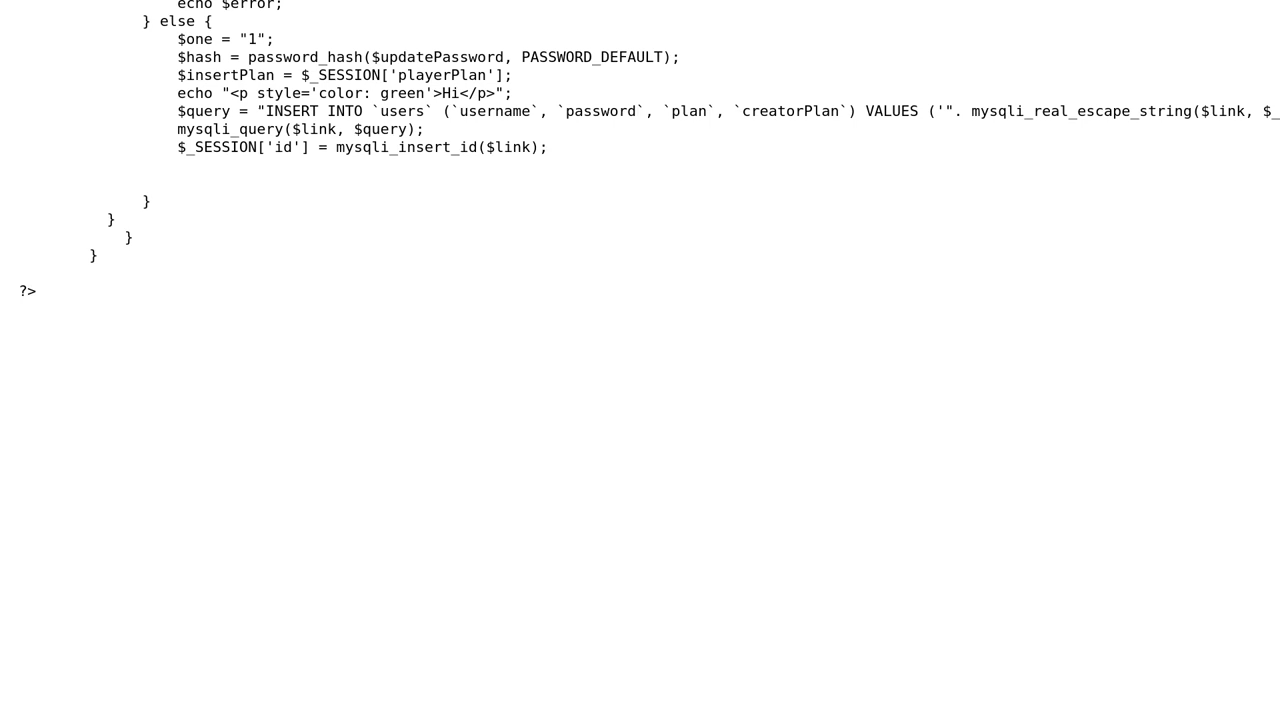 echo $error;
} else {
$one = "1";
$hash = password_hash($updatePassword, PASSWORD_DEFAULT);
$insertPlan = $_SESSION['playerPlan'];
echo "<p style='color: green'>Hi</p>";
$query = "INSERT INTO `users` (`username`, `password`, `plan`, `creatorPlan`) VALUES ('". mysqli_real_escape_string($link, $_
mysqli_query($link, $query);
$_SESSION['id'] = mysqli_insert_id($link);
}
}
}
}
?>